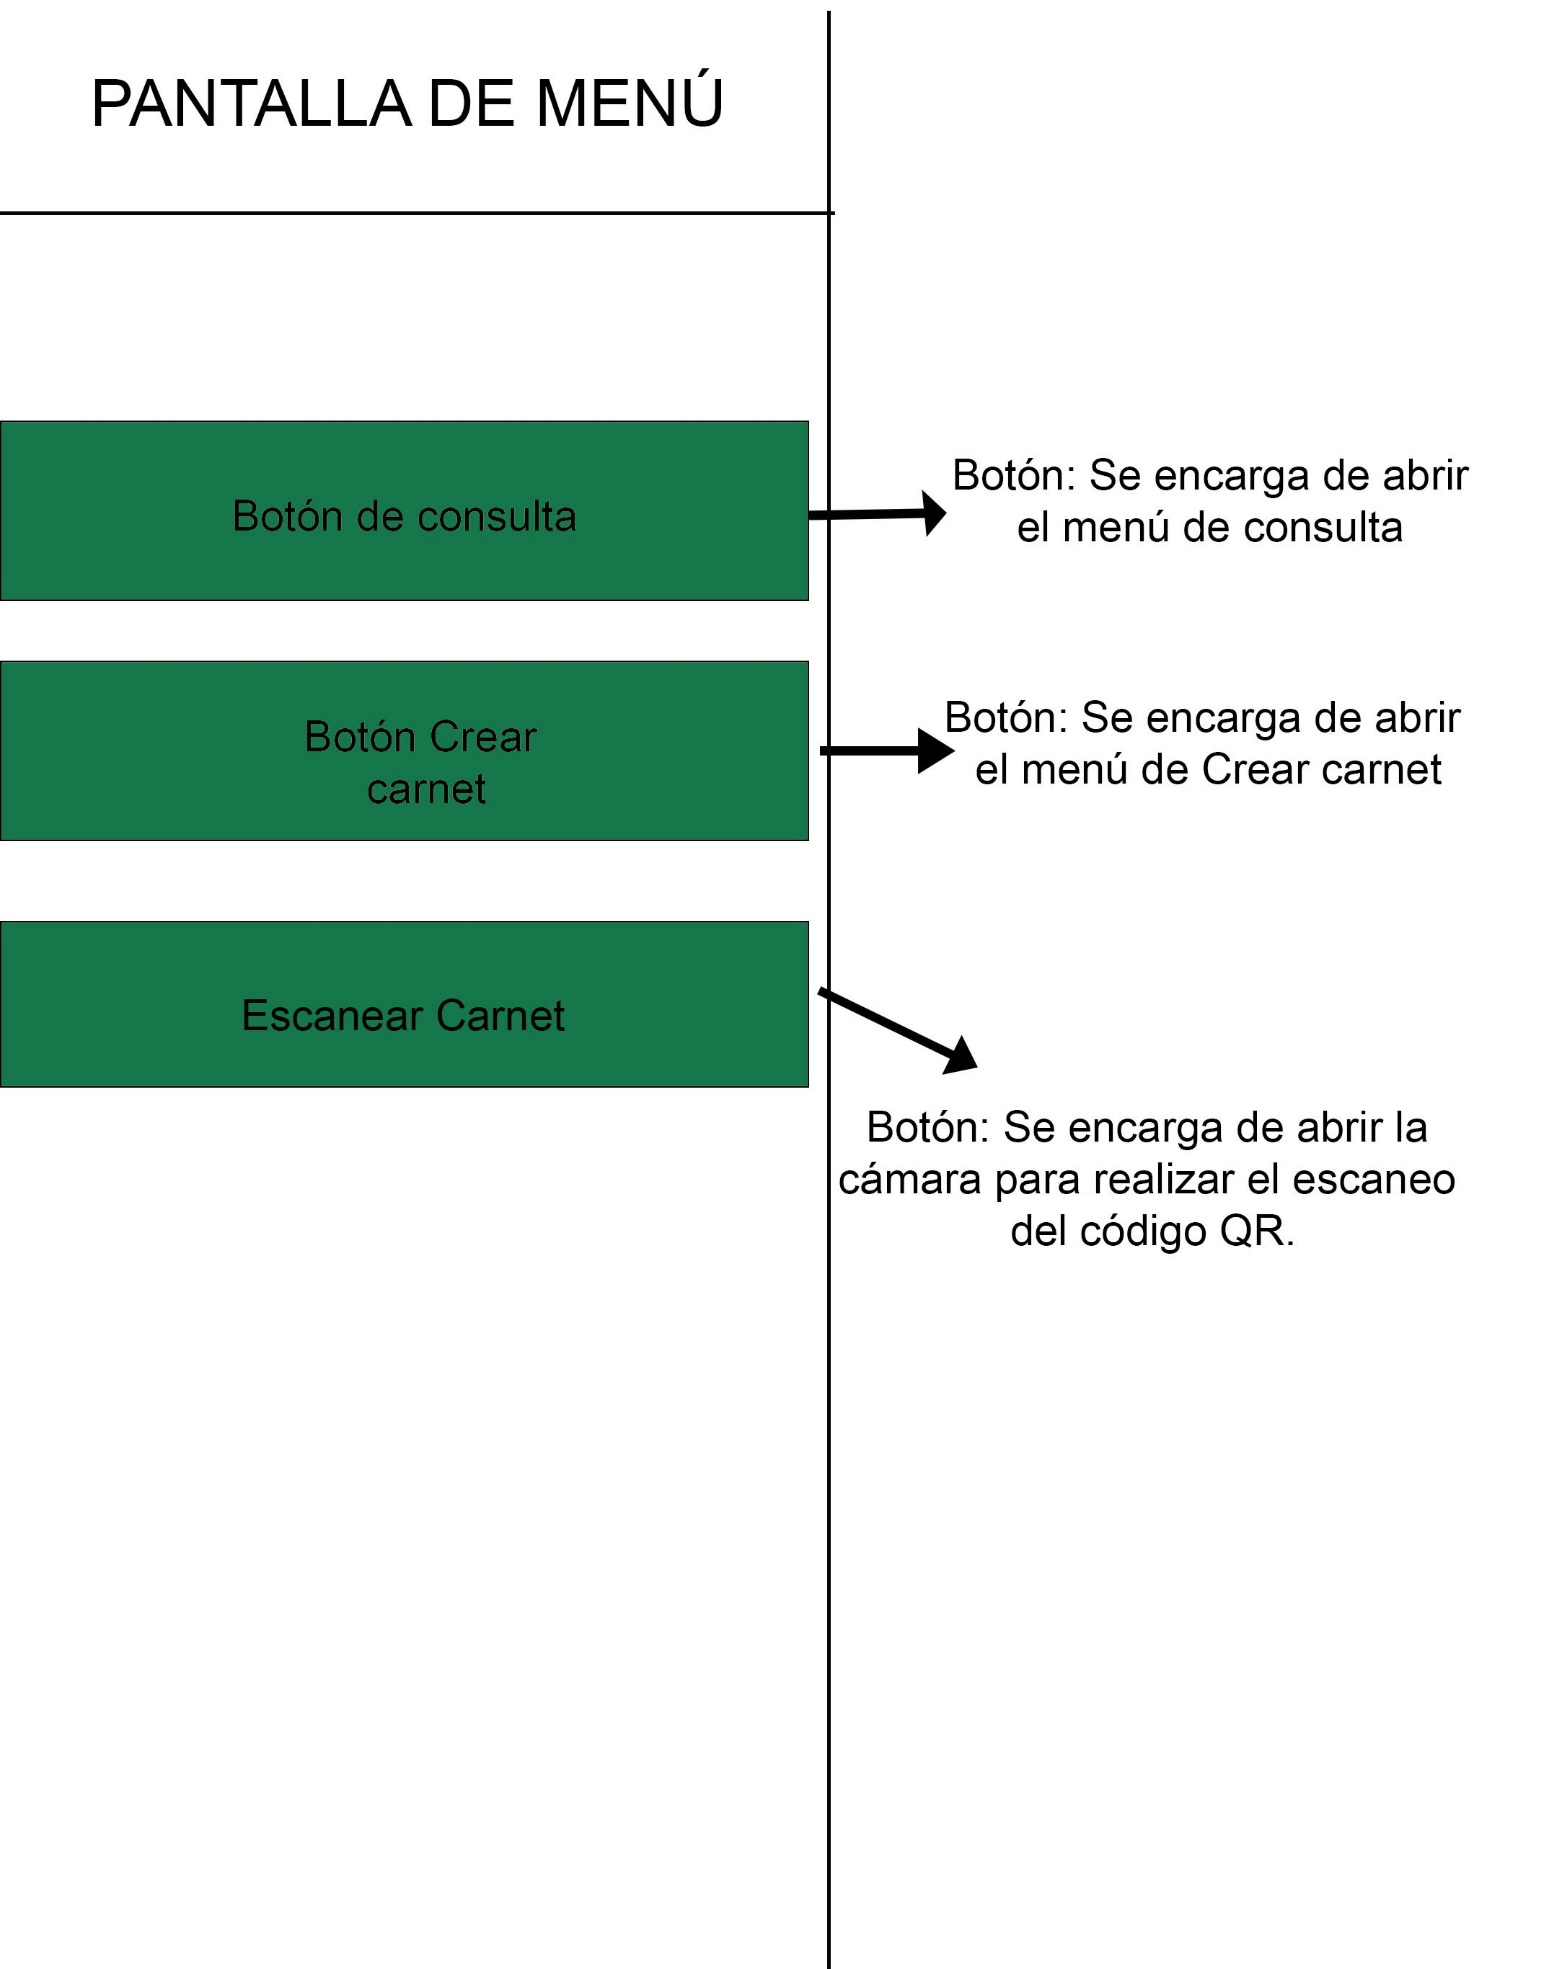 PANTALLA DE MENÚ
Botón de consulta
Botón: Se encarga de abrir
el menú de consulta
Botón Crear
carnet
Botón: Se encarga de abrir
el menú de Crear carnet
Escanear Carnet
Botón: Se encarga de abrir la
cámara para realizar el escaneo
del código QR.